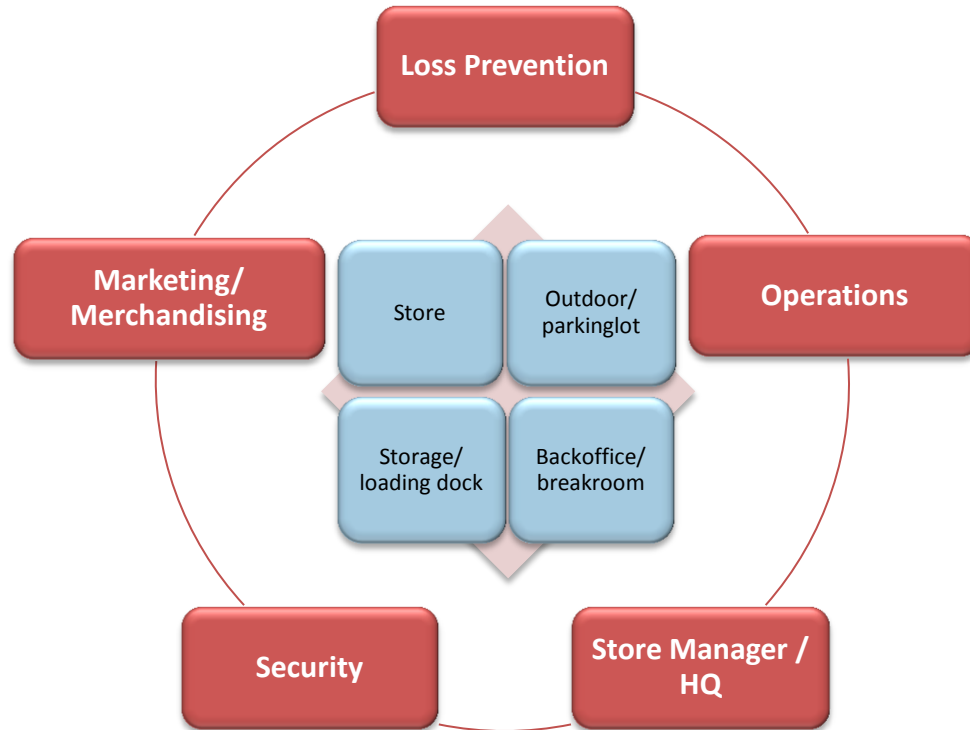 Loss Prevention
Marketing/
Merchandising
Store
Outdoor/
parkinglot
Operations
Storage/
loading dock
Backoffice/
breakroom
Security
Store Manager /
HQ